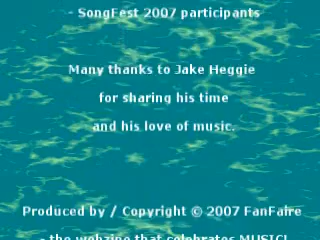 - SongFest 2007 participants
Many thanks to Jake Heggie
for sharing his time
and his love of music.
Produced by / Copyright © 2007 FanFaire
- the webzine that celebrates MUSIC!